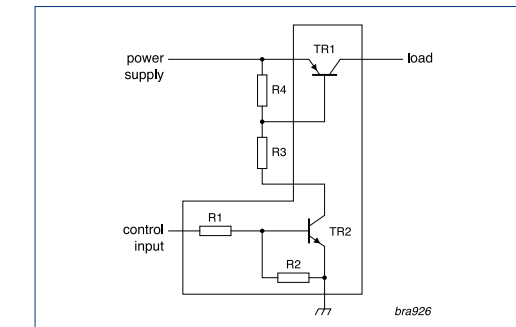 TR1
power
supply
load
R4
R3
R1
control
input
TR2
R2
bra926